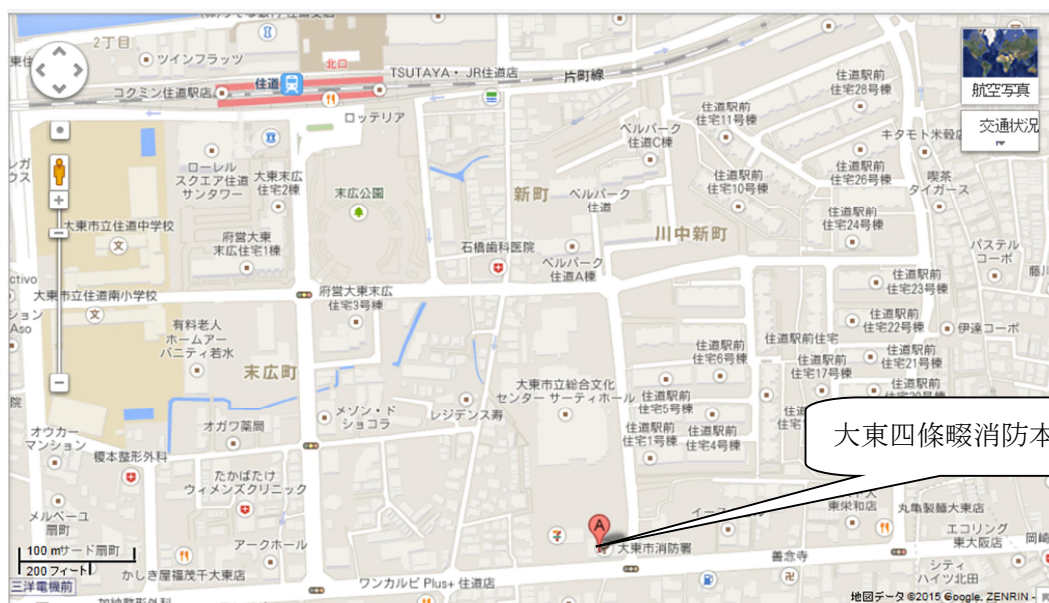 2丁目
ツインフラッツ
北口
住道
TSUTAYA・JR住道店
片町線
コクミン住道駅店
ロッテリア
航空写真
交通状況
住道駅前
住宅28号棟
住道駅前
住宅11号棟
ベルパーク
住道C棟
キタモト米穀店
ローレル
スクエア住道
サンタワー
大東末広
住宅2棟
末広公園
新町
ベルパーク
住道
住道駅前
住宅10号棟
住道駅前
住宅26号棟
喫茶
タイガース
大東市立住道中学校
府営大東
末広住宅1棟
石橋歯科医院
川中新町
住道駅前
住宅24号棟
パステル
コーポ
ベルパーク
住道A棟
住道駅前
住宅23号棟
大東市立住道南小学校
府営大東末広
住宅3号棟
有料老人
ホームアー
バニティ若水
住道駅前
住宅22号棟
伊達コーポ
住道駅前
住宅6号棟
住道駅前住宅
住道駅前
住宅17号棟
住道駅前
住宅21号棟
末広町
大東市立総合文化
センター サーティホール
住道駅前
住宅5号棟
住道駅前
メゾン・ド
ショコラ
レジデンス寿
住道駅前
住宅1号棟
住道駅前
住宅4号棟
大東四條畷消防本
オウカー
マンション
オガワ薬局
榎本整形外科
たかばたけ
ウィメンズクリニック
東栄和店
丸亀製麺大東店
メルベーユ
扇町
アークホール
A
大東市消防署
善念寺
エコリング
東大阪店
岡崎
100 m
サード扇町
200 フィート
かしき屋福茂千大東店
シティ
ハイツ北田
三洋電機前
ワンカルビ Plus+ 住道店
加納整形外科
地図データ ©2015 Google, ZENRIN -